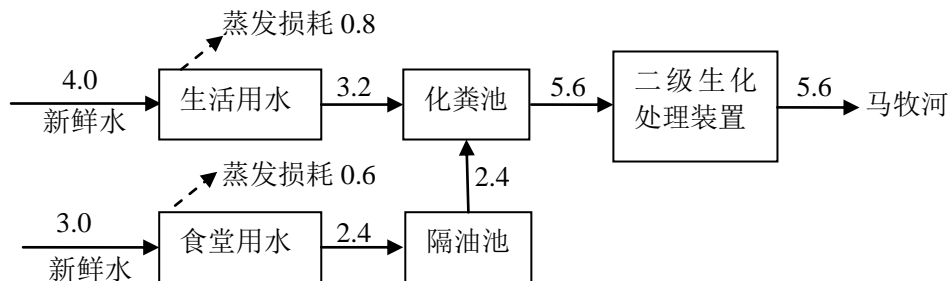 蒸发损耗 0.8
4.0
新鲜水
生活用水
3.2
化粪池
5.6
二级生化
处理装置
5.6
马牧河
蒸发损耗 0.6
2.4
3.0
新鲜水
食堂用水
2.4
隔油池